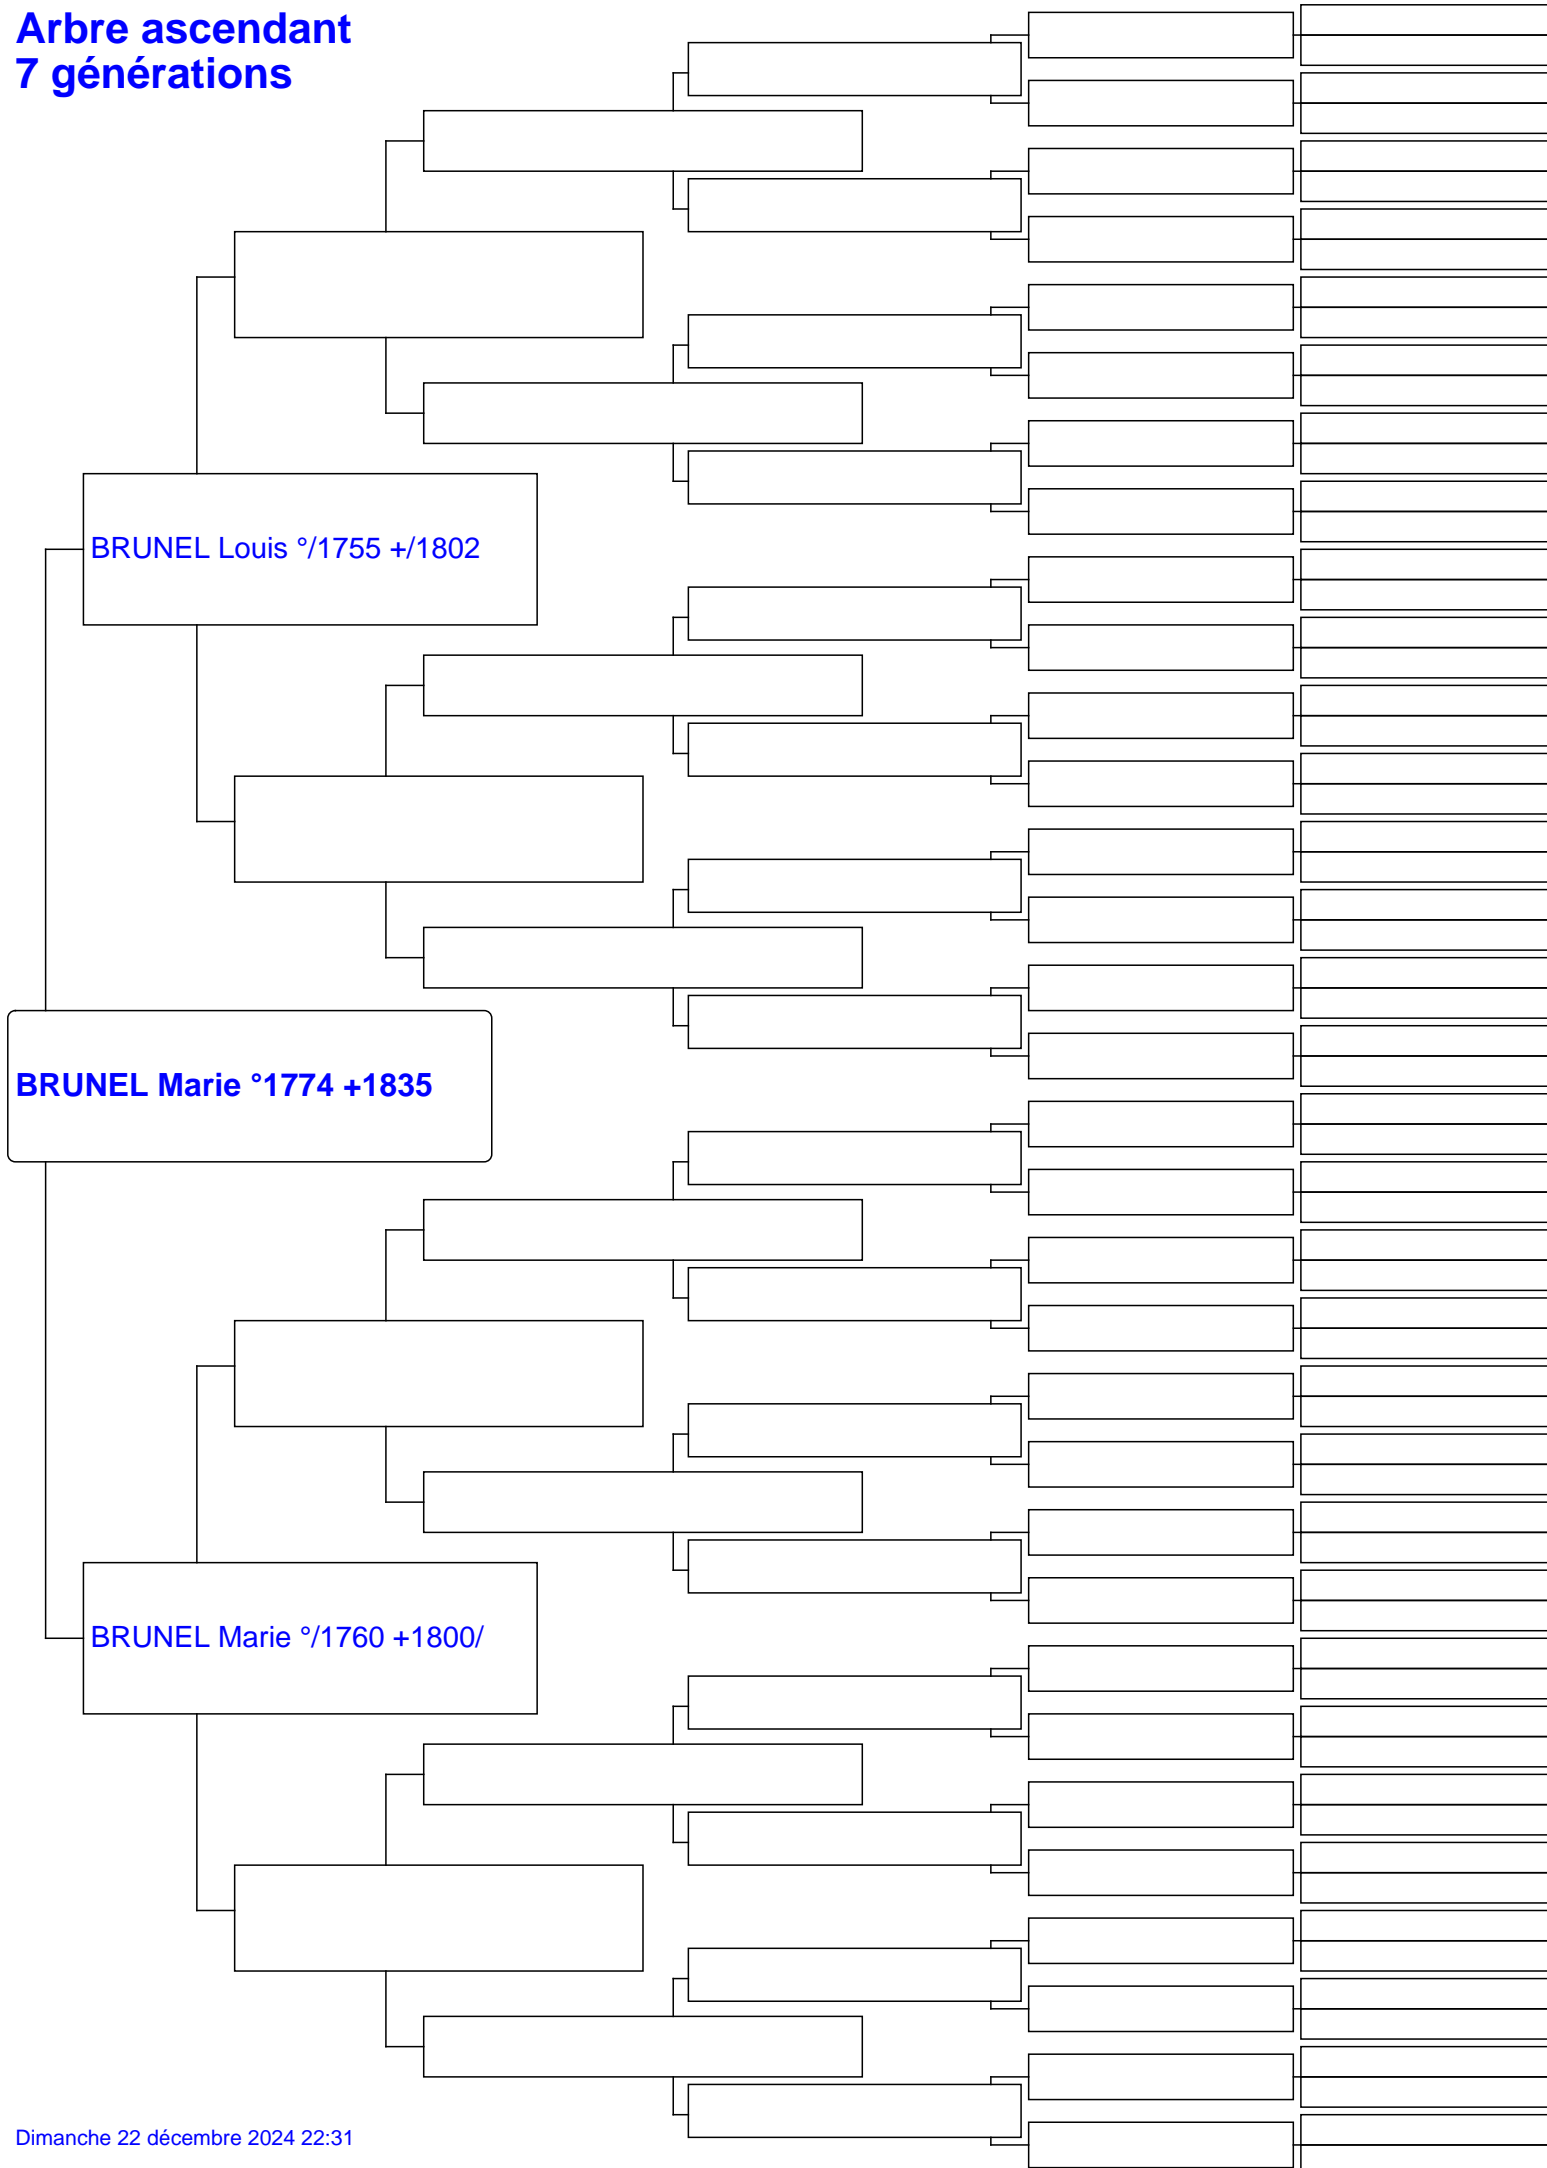 Arbre ascendant
7 générations
BRUNEL Louis °/1755 +/1802
BRUNEL Marie °1774 +1835
BRUNEL Marie °/1760 +1800/
Dimanche 22 décembre 2024 22:31